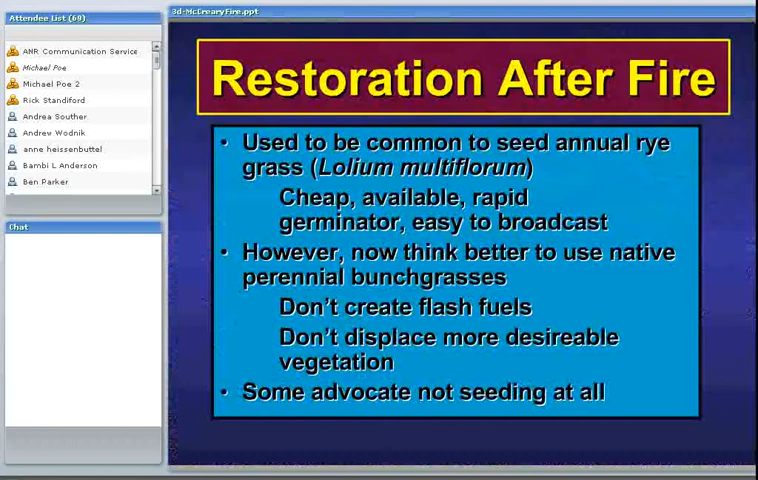 Attendee List (69)
3d-McCrearyFire.ppt
ANR Communication Service
Michael Poe
Michael Poe 2
Rick Standiford
Andrea Souther
Andrew Wodnik
anne heissenbuttel
Bambi L Anderson
Ben Parker
Chat
Restoration After Fire
• Used to be common to seed annual rye
grass (Lolium multiflorum)
Cheap, available, rapid
germinator, easy to broadcast
• However, now think better to use native
perennial bunchgrasses
Don't create flash fuels
Don't displace more desireable
vegetation
• Some advocate not seeding at all